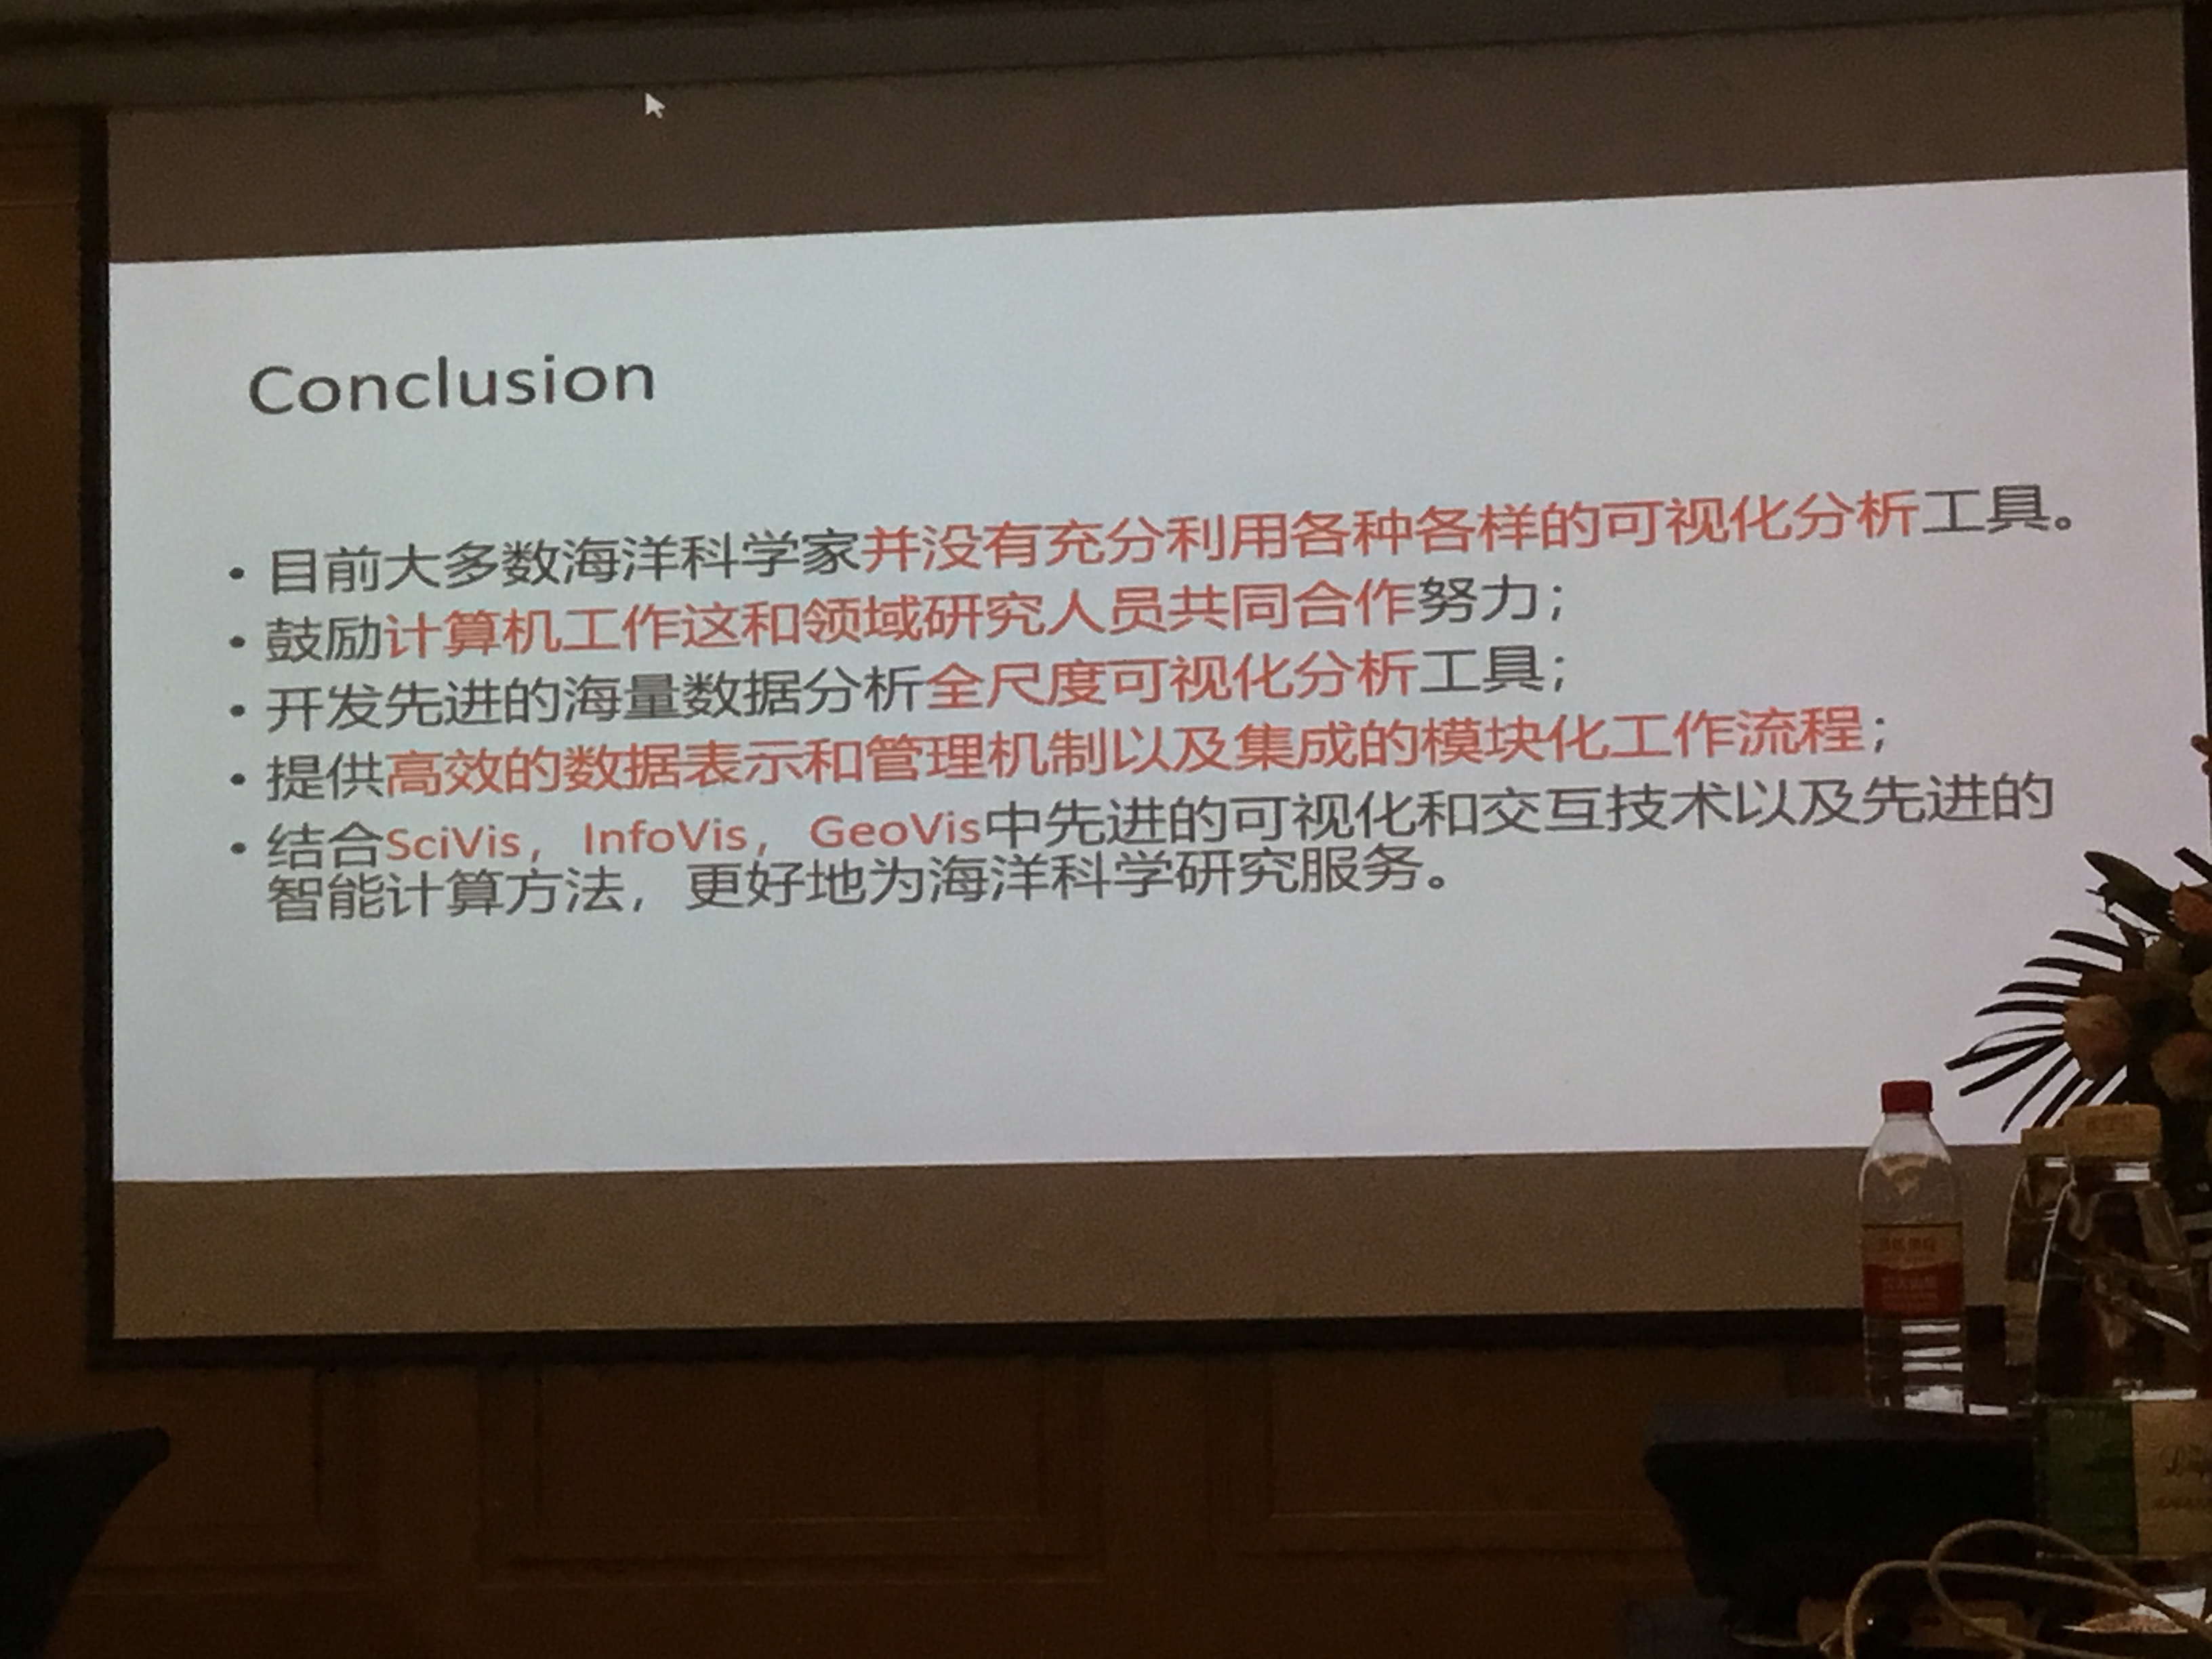 Conclusion
• 目前大多数海洋科学家并没有充分利用各种各样的可视化分析工具。
• 鼓励计算机工作这和领域研究人员共同合作努力；
• 开发先进的海量数据分析全尺度可视化分析工具；
• 提供高效的数据表示和管理机制以及集成的模块化工作流程；
• 结合SciVis，InfoVis，GeoVis中先进的可视化和交互技术以及先进的
智能计算方法，更好地为海洋科学研究服务。